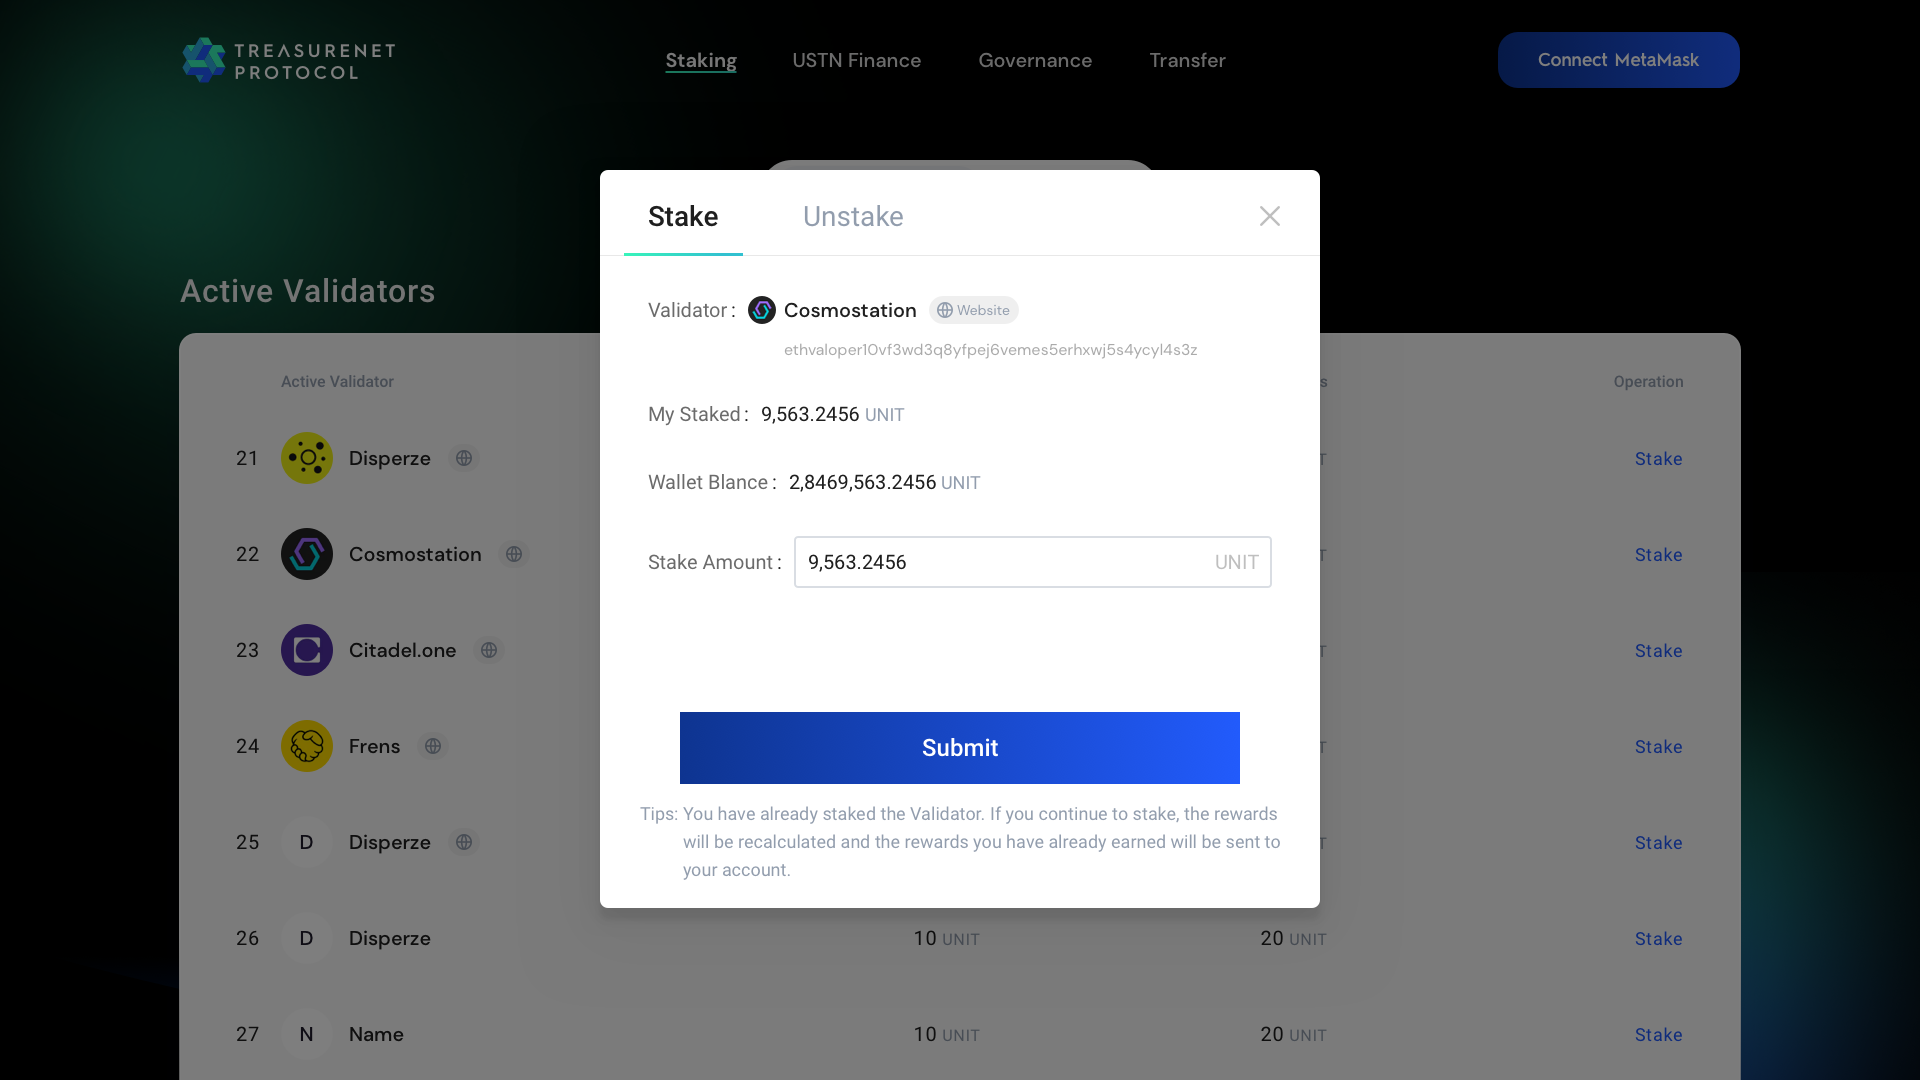 TREASURENET
PROTOCOL
Staking
USTN Finance
Governance
Transfer
Connect MetaMask
Active Validators
Stake
Unstake
Validator :
Cosmostation
Website
ethvaloper10vf3wd3q8yfpej6vemes5erhxwj5s4ycyl4s3z
My Staked : 9,563.2456 UNIT
Wallet Blance : 2,8469,563.2456 UNIT
Stake Amount : 9,563.2456 UNIT
Submit
Tips: You have already staked the Validator. If you continue to stake, the rewards
will be recalculated and the rewards you have already earned will be sent to
your account.
Active Validator
s
Operation
21 Disperze T Stake
22 Cosmostation T Stake
23 Citadel.one T Stake
24 Frens T Stake
25 D Disperze T Stake
26 D Disperze 10 UNIT 20 UNIT Stake
27 N Name 10 UNIT 20 UNIT Stake